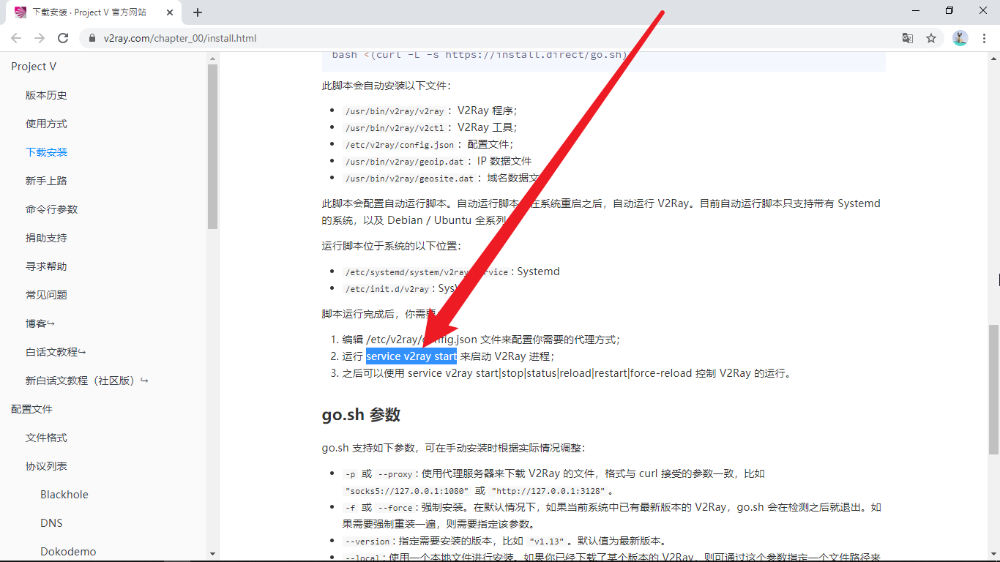 下载安装 · Project V 官方网站
v2ray.com/chapter_00/install.html
Project V
版本历史
使用方式
下载安装
新手上路
命令行参数
捐助支持
寻求帮助
常见问题
博客↪
白话文教程↪
新白话文教程（社区版）↪
配置文件
文件格式
协议列表
Blackhole
DNS
Dokodemo
bash <(curl -L -s https://install.direct/go.sh)
此脚本会自动安装以下文件：
/usr/bin/v2ray/v2ray ：V2Ray 程序；
/usr/bin/v2ray/v2ctl ：V2Ray 工具；
/etc/v2ray/config.json ：配置文件；
/usr/bin/v2ray/geoip.dat ：IP 数据文件
/usr/bin/v2ray/geosite.dat ：域名数据文
此脚本会配置自动运行脚本。自动运行脚本 在系统重启之后，自动运行 V2Ray。目前自动运行脚本只支持带有 Systemd
的系统，以及 Debian / Ubuntu 全系列
运行脚本位于系统的以下位置：
/etc/systemd/system/v2ray. service : Systemd
/etc/init.d/v2ray : Sys
脚本运行完成后，你需要
1. 编辑 /etc/v2ray/config.json 文件来配置你需要的代理方式；
2. 运行 service v2ray start 来启动 V2Ray 进程；
3. 之后可以使用 service v2ray start|stop|status|reload|restart|force-reload 控制 V2Ray 的运行。
go.sh 参数
go.sh 支持如下参数，可在手动安装时根据实际情况调整：
-p 或 --proxy : 使用代理服务器来下载 V2Ray 的文件，格式与 curl 接受的参数一致，比如
"socks5://127.0.0.1:1080" 或 "http://127.0.0.1:3128" 。
-f 或 --force : 强制安装。在默认情况下，如果当前系统中已有最新版本的 V2Ray，go.sh 会在检测之后就退出。如
果需要强制重装一遍，则需要指定该参数。
--version : 指定需要安装的版本，比如 "v1.13" 。默认值为最新版本。
--local : 使用一个本地文件进行安装。如果你已经下载了某个版本的 V2Ray，则可通过这个参数指定一个文件路径来